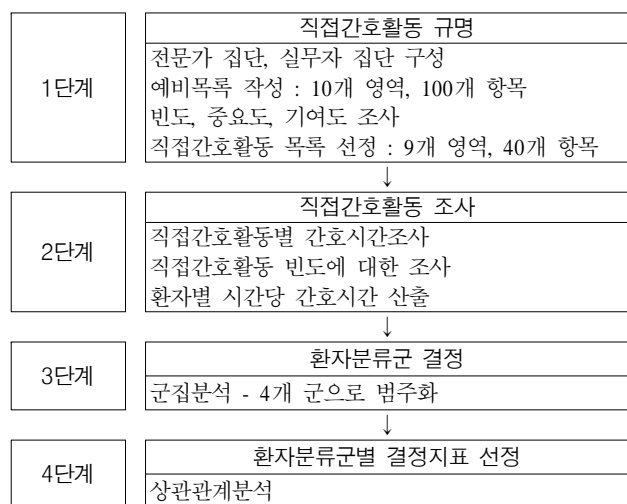 직접간호활동 규명
1단계
전문가 집단, 실무자 집단 구성
예비목록 작성 : 10개 영역, 100개 항목
빈도, 중요도, 기여도 조사
직접간호활동 목록 선정 : 9개 영역, 40개 항목
↓
직접간호활동 조사
2단계
직접간호활동별 간호시간조사
직접간호활동 빈도에 대한 조사
환자별 시간당 간호시간 산출
↓
환자분류군 결정
3단계
군집분석 - 4개 군으로 범주화
↓
환자분류군별 결정지표 선정
4단계
상관관계분석